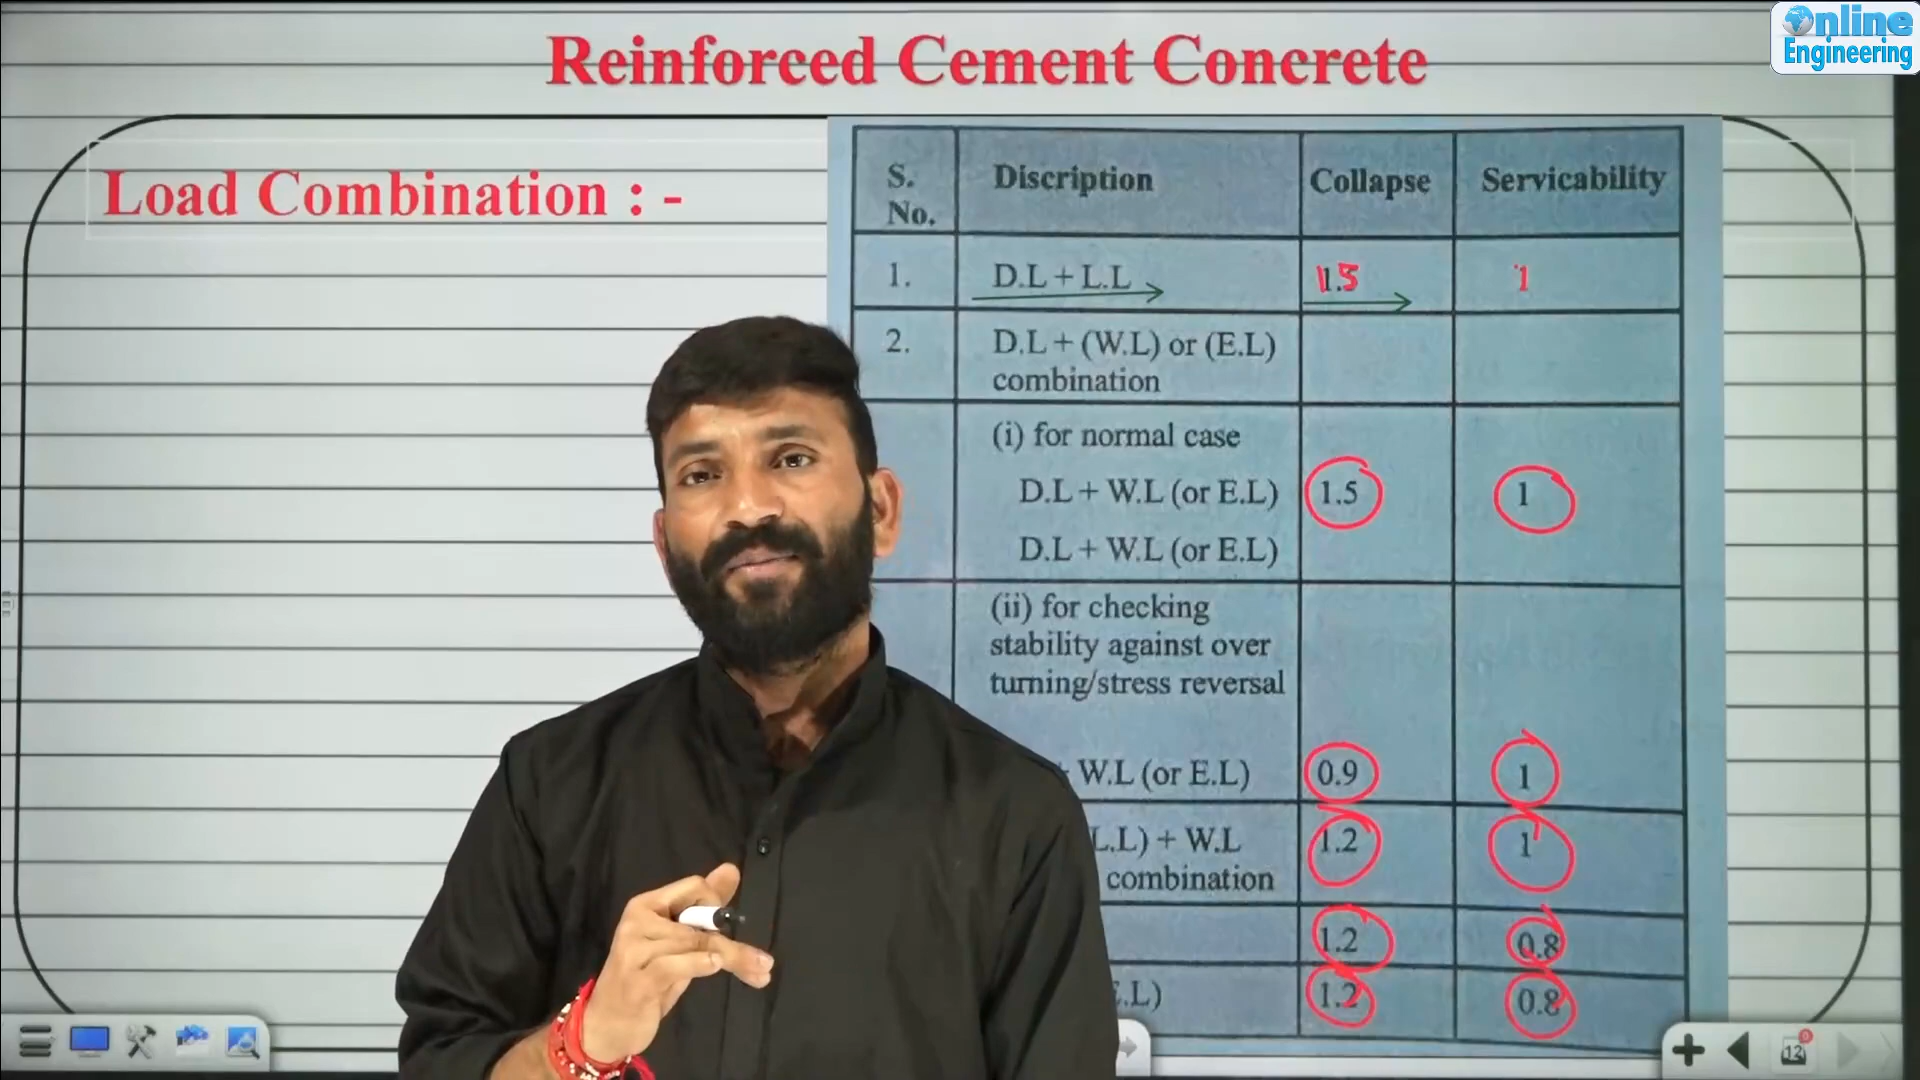 Online
Engineering
Reinforced Cement Concrete
Load Combination : -
S. No.
Discription
Collapse
Servicability
1.
D.L + L.L
1.5
1
2.
D.L + (W.L) or (E.L)
combination
(i) for normal case
D.L + W.L (or E.L)
1.5
1
D.L + W.L (or E.L)
(ii) for checking
stability against over
turning/stress reversal
+ W.L (or E.L)
0.9
1
L.L) + W.L
1.2
1
combination
1.2
0.8
.L)
1.2
0.8
12